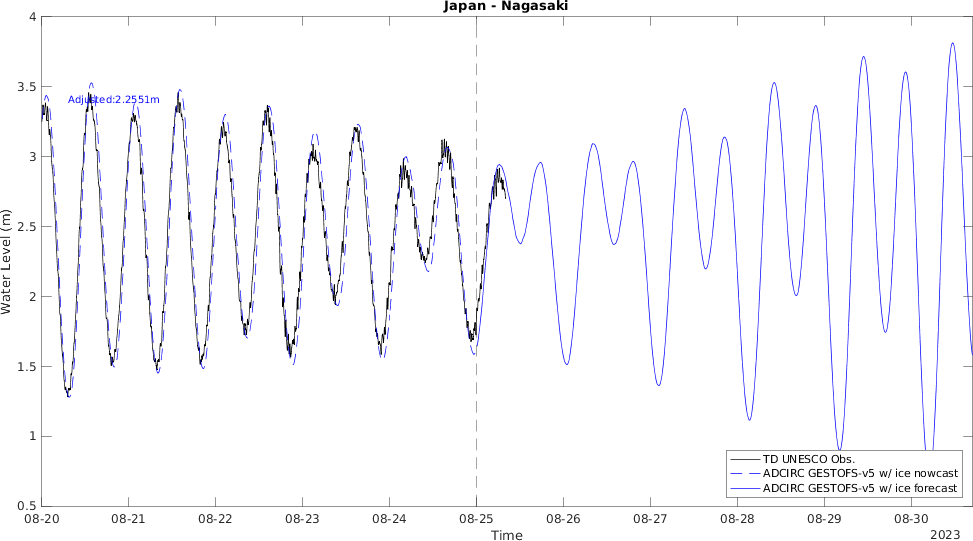 Japan - Nagasaki
4
3.5
3
2.5
2
1.5
1
0.5
Water Level (m)
Adjusted:2.2551m
TD UNESCO Obs.
ADCIRC GESTOFS-v5 w/ ice nowcast
ADCIRC GESTOFS-v5 w/ ice forecast
08-20 08-21 08-22 08-23 08-24 08-25 08-26 08-27 08-28 08-29 08-30
2023
Time